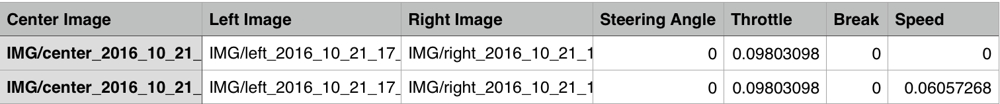 Center Image Left Image Right Image Steering Angle Throttle Break Speed
IMG/center_2016_10_21_ IMG/left_2016_10_21_17_ IMG/right_2016_10_21_1 0 0.09803098 0 0
IMG/center_2016_10_21_ IMG/left_2016_10_21_17_ IMG/right_2016_10_21_1 0 0.09803098 0 0.06057268